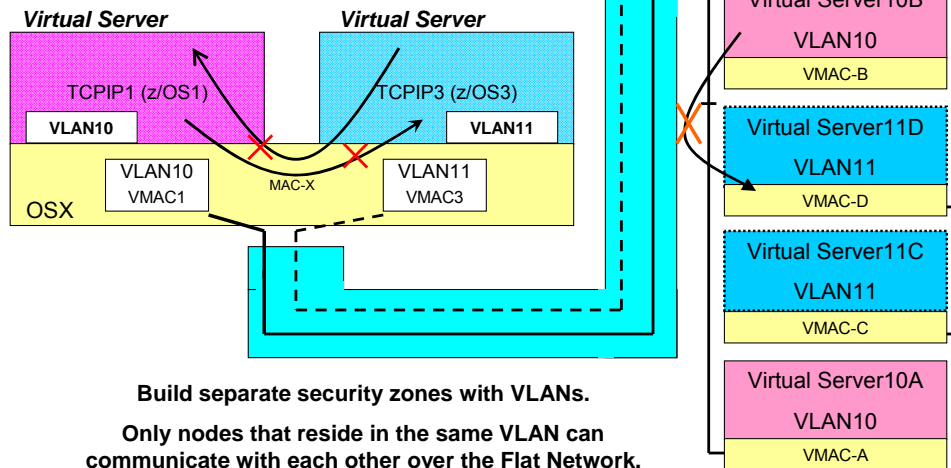 Virtual Server
Virtual Server
TCPIP1 (z/OS1)
TCPIP3 (z/OS3)
VLAN10
VLAN11
VLAN10
VMAC1
MAC-X
VLAN11
VMAC3
OSX
Build separate security zones with VLANs.
Only nodes that reside in the same VLAN can
communicate with each other over the Flat Network.
Virtual Server10B
VLAN10
VMAC-B
Virtual Server11D
VLAN11
VMAC-D
Virtual Server11C
VLAN11
VMAC-C
Virtual Server10A
VLAN10
VMAC-A